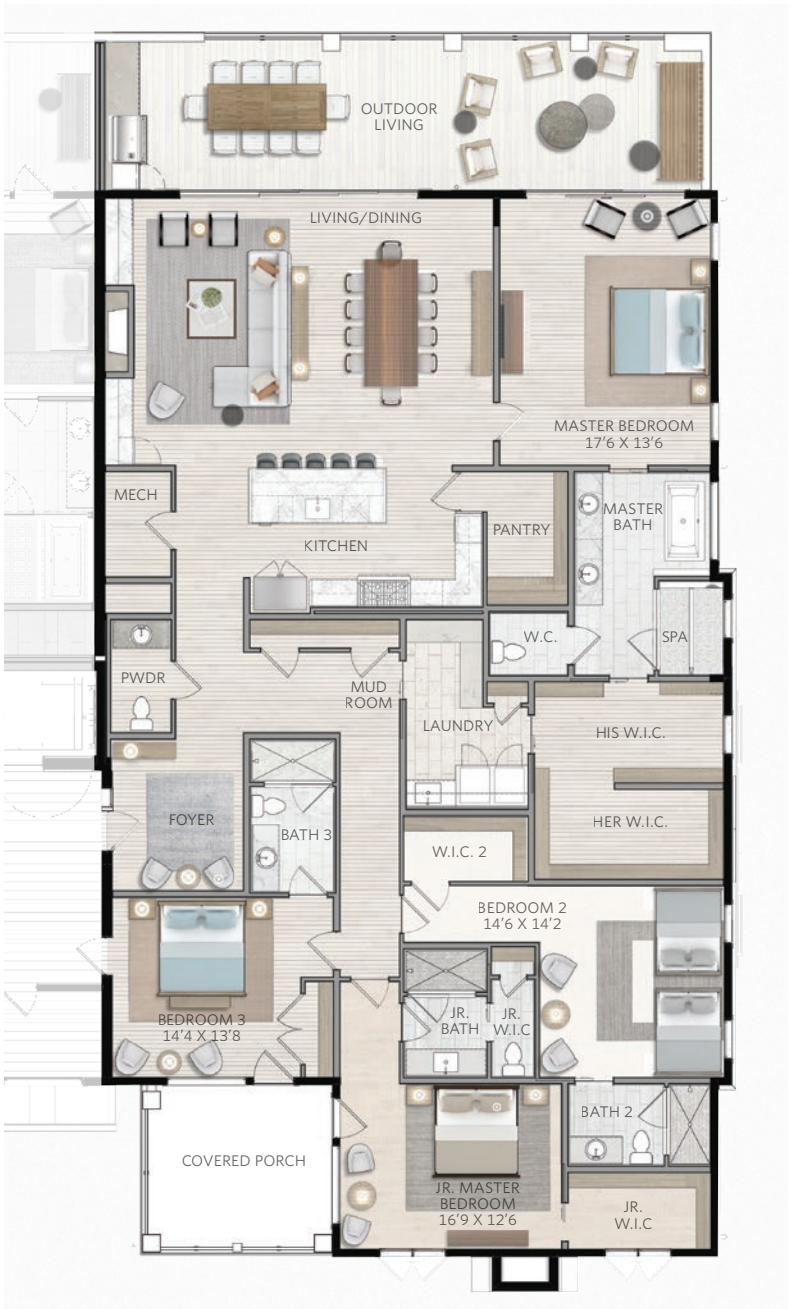 OUTDOOR
LIVING
LIVING/DINING
MASTER BEDROOM
17'6 X 13'6
MECH
MASTER
BATH
PANTRY
KITCHEN
W.C.
SPA
PWDR
MUD
ROOM
LAUNDRY
HIS W.I.C.
FOYER
BATH 3
HER W.I.C.
W.I.C. 2
BEDROOM 2
14'6 X 14'2
BEDROOM 3
14'4 X 13'8
JR.
BATH
JR.
W.I.C
BATH 2
COVERED PORCH
JR. MASTER
BEDROOM
16'9 X 12'6
JR.
W.I.C